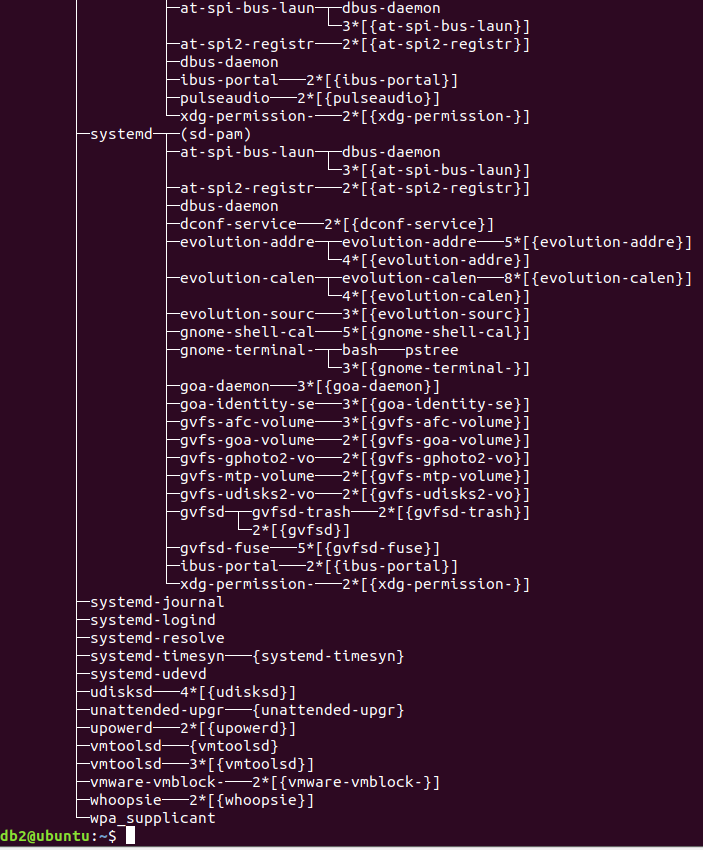 ├─at-spi-bus-laun─┬─dbus-daemon
│                 └─3*[{at-spi-bus-laun}]
├─at-spi2-registr───2*[{at-spi2-registr}]
├─dbus-daemon
├─ibus-portal───2*[{ibus-portal}]
├─pulseaudio───2*[{pulseaudio}]
└─xdg-permission-───2*[{xdg-permission-}]
├─systemd─┬─(sd-pam)
│         ├─at-spi-bus-laun─┬─dbus-daemon
│         │                 └─3*[{at-spi-bus-laun}]
│         ├─at-spi2-registr───2*[{at-spi2-registr}]
│         ├─dbus-daemon
│         ├─dconf-service───2*[{dconf-service}]
│         ├─evolution-addre─┬─evolution-addre───5*[{evolution-addre}]
│         │                 └─4*[{evolution-addre}]
│         ├─evolution-calen─┬─evolution-calen───8*[{evolution-calen}]
│         │                 └─4*[{evolution-calen}]
│         ├─evolution-sourc───3*[{evolution-sourc}]
│         ├─gnome-shell-cal───5*[{gnome-shell-cal}]
│         ├─gnome-terminal-─┬─bash───pstree
│         │                 └─3*[{gnome-terminal-}]
│         ├─goa-daemon───3*[{goa-daemon}]
│         ├─goa-identity-se───3*[{goa-identity-se}]
│         ├─gvfs-afc-volume───3*[{gvfs-afc-volume}]
│         ├─gvfs-goa-volume───2*[{gvfs-goa-volume}]
│         ├─gvfs-gphoto2-vo───2*[{gvfs-gphoto2-vo}]
│         ├─gvfs-mtp-volume───2*[{gvfs-mtp-volume}]
│         ├─gvfs-udisks2-vo───2*[{gvfs-udisks2-vo}]
│         ├─gvfsd─┬─gvfsd-trash───2*[{gvfsd-trash}]
│         │       └─2*[{gvfsd}]
│         ├─gvfsd-fuse───5*[{gvfsd-fuse}]
│         ├─ibus-portal───2*[{ibus-portal}]
│         └─xdg-permission-───2*[{xdg-permission-}]
├─systemd-journal
├─systemd-logind
├─systemd-resolve
├─systemd-timesyn───{systemd-timesyn}
├─systemd-udevd
├─udisksd───4*[{udisksd}]
├─unattended-upgr───{unattended-upgr}
├─upowerd───2*[{upowerd}]
├─vmtoolsd───{vmtoolsd}
├─vmtoolsd───3*[{vmtoolsd}]
├─vmware-vmblock-───2*[{vmware-vmblock-}]
├─whoopsie───2*[{whoopsie}]
└─wpa_supplicant
db2@ubuntu:~$